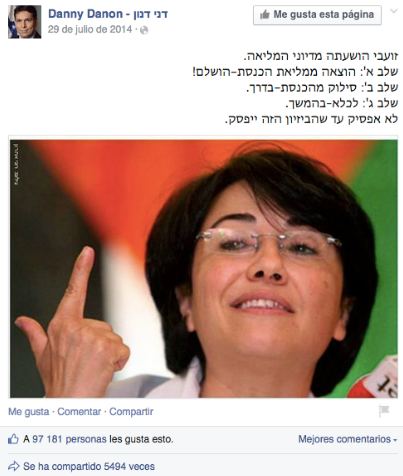 Danny Danon - דני דנון
Me gusta esta página
29 de julio de 2014 ·
זועבי הושעתה מדיוני המליאה.
שלב א': הוצאה ממליאת הכנסת-הושלם!
שלב ב': סילוק מהכנסת-בדרך.
שלב ג': לכלא-בהמשך.
לא אפסיק עד שהביזיון הזה ייפסק.
Me gusta · Comentar · Compartir
A 97 181 personas les gusta esto.
Mejores comentarios
Se ha compartido 5494 veces